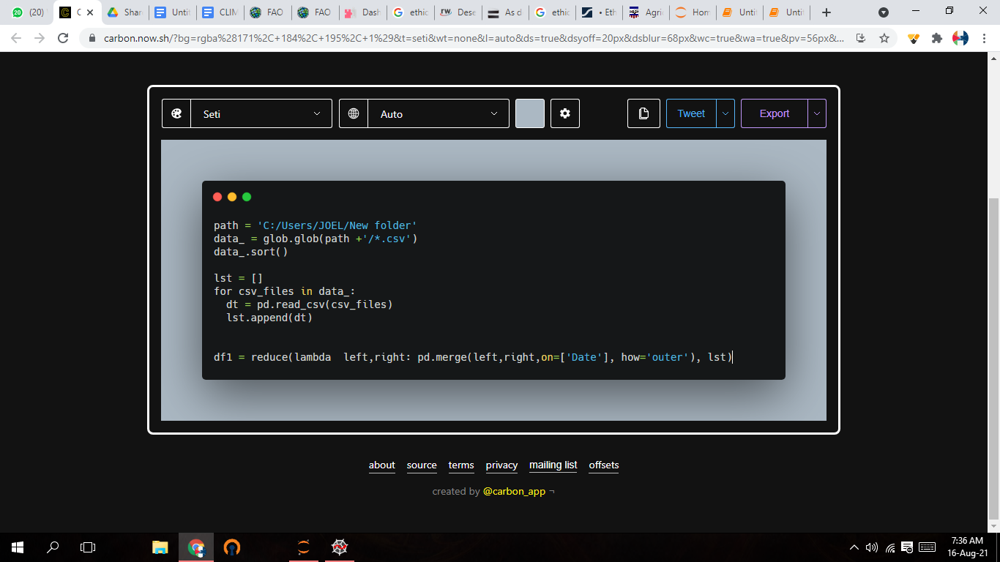 (20)
C
Shar
Untit
CLIM
FAO
FAO
Dash
ethic
rw Dese
As d
ethic
• Eth
Agri
Hom
Unti
Unti
carbon.now.sh/?bg=rgba%28171%2C+184%2C+195%2C+1%29&t=seti&wt=none&l=auto&ds=true&dsyoff=20px&dsblur=68px&wc=true&wa=true&pv=56px&...
Seti
Auto
Tweet
Export
path = 'C:/Users/JOEL/New folder'
data_ = glob.glob(path +'/*.csv')
data_.sort()
lst = []
for csv_files in data_:
  dt = pd.read_csv(csv_files)
  lst.append(dt)
df1 = reduce(lambda  left,right: pd.merge(left,right,on=['Date'], how='outer'), lst)
about source terms privacy mailing list offsets
created by @carbon_app ¬
7:36 AM
16-Aug-21